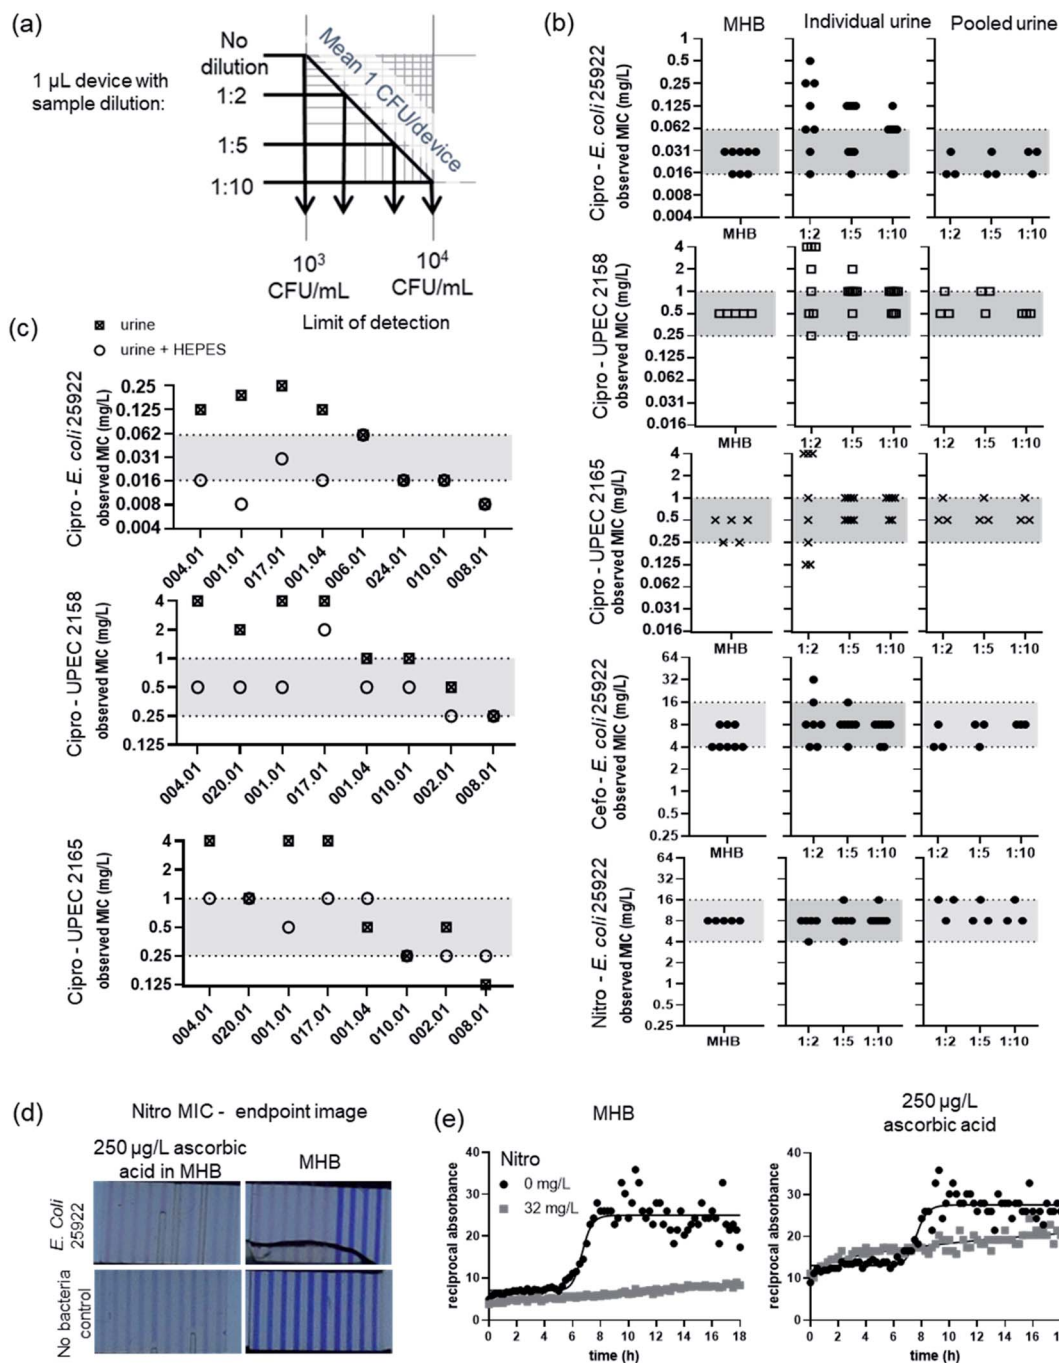 (a)
No
dilution
1:2
1:5
1:10
1 µL device with
sample dilution:
Mean 1 CFU/device
10³
CFU/mL
10⁴
CFU/mL
Limit of detection
(b)
MHB
Individual urine
Pooled urine
Cipro - E. coli 25922
observed MIC (mg/L)
1
0.5
0.25
0.125
0.062
0.031
0.016
0.008
0.004
MHB
1:2 1:5 1:10
1:2 1:5 1:10
Cipro - UPEC 2158
observed MIC (mg/L)
4
2
1
0.5
0.25
0.125
0.062
0.031
0.016
MHB
1:2 1:5 1:10
1:2 1:5 1:10
Cipro - UPEC 2165
observed MIC (mg/L)
4
2
1
0.5
0.25
0.125
0.062
0.031
0.016
MHB
1:2 1:5 1:10
1:2 1:5 1:10
Cefo - E. coli 25922
observed MIC (mg/L)
64
32
16
8
4
2
1
0.5
0.25
MHB
1:2 1:5 1:10
1:2 1:5 1:10
Nitro - E. coli 25922
observed MIC (mg/L)
64
32
16
8
4
2
1
0.5
0.25
MHB
1:2 1:5 1:10
1:2 1:5 1:10
(c)
urine
urine + HEPES
Cipro - E. coli 25922
observed MIC (mg/L)
0.25
0.125
0.062
0.031
0.016
0.008
0.004
004.01 001.01 017.01 001.04 006.01 024.01 010.01 008.01
Cipro - UPEC 2158
observed MIC (mg/L)
4
2
1
0.5
0.25
0.125
004.01 020.01 001.01 017.01 001.04 010.01 002.01 008.01
Cipro - UPEC 2165
observed MIC (mg/L)
4
2
1
0.5
0.25
0.125
004.01 020.01 001.01 017.01 001.04 010.01 002.01 008.01
(d)
Nitro MIC - endpoint image
250 µg/L ascorbic
acid in MHB
MHB
E. Coli
25922
No bacteria
control
(e)
MHB
reciprocal absorbance
40
30
20
10
0
Nitro
0 mg/L
32 mg/L
0 2 4 6 8 10 12 14 16 18
time (h)
250 µg/L
ascorbic acid
reciprocal absorbance
40
30
20
10
0
0 2 4 6 8 10 12 14 16 18
time (h)